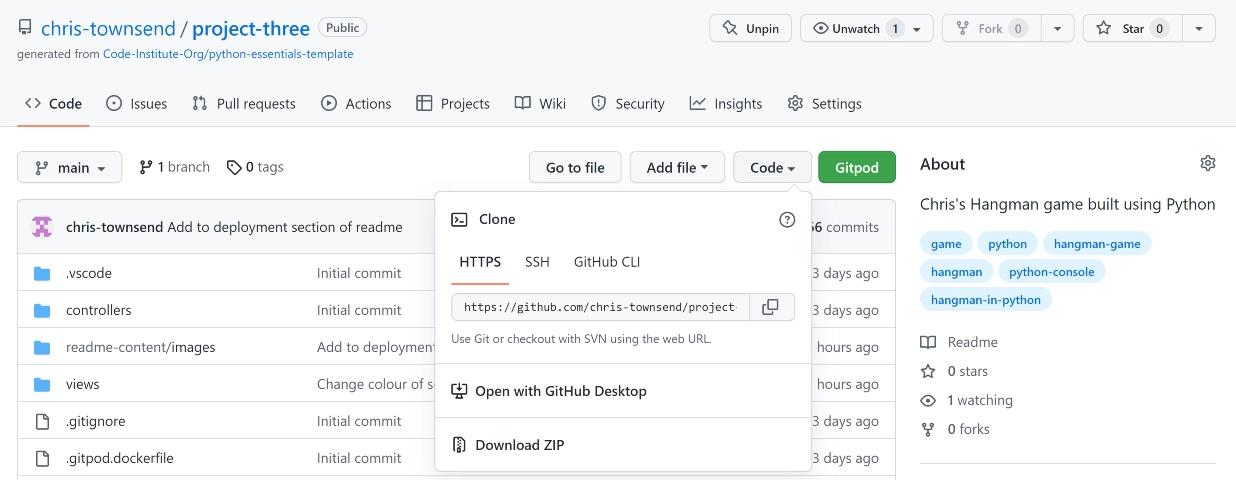 chris-townsend / project-three Public
Unpin Unwatch 1 Fork 0 Star 0
generated from Code-Institute-Org/python-essentials-template
Code Issues Pull requests Actions Projects Wiki Security Insights Settings
main 1 branch 0 tags Go to file Add file Code Gitpod
About
Chris's Hangman game built using Python
game python hangman-game
hangman python-console
hangman-in-python
Readme
0 stars
1 watching
0 forks
chris-townsend Add to deployment section of readme commits
.vscode Initial commit 3 days ago
controllers Initial commit 3 days ago
readme-content/images Add to deployment hours ago
views Change colour of hours ago
.gitignore Initial commit 3 days ago
.gitpod.dockerfile Initial commit 3 days ago
Clone
HTTPS SSH GitHub CLI
https://github.com/chris-townsend/project-
Use Git or checkout with SVN using the web URL.
Open with GitHub Desktop
Download ZIP